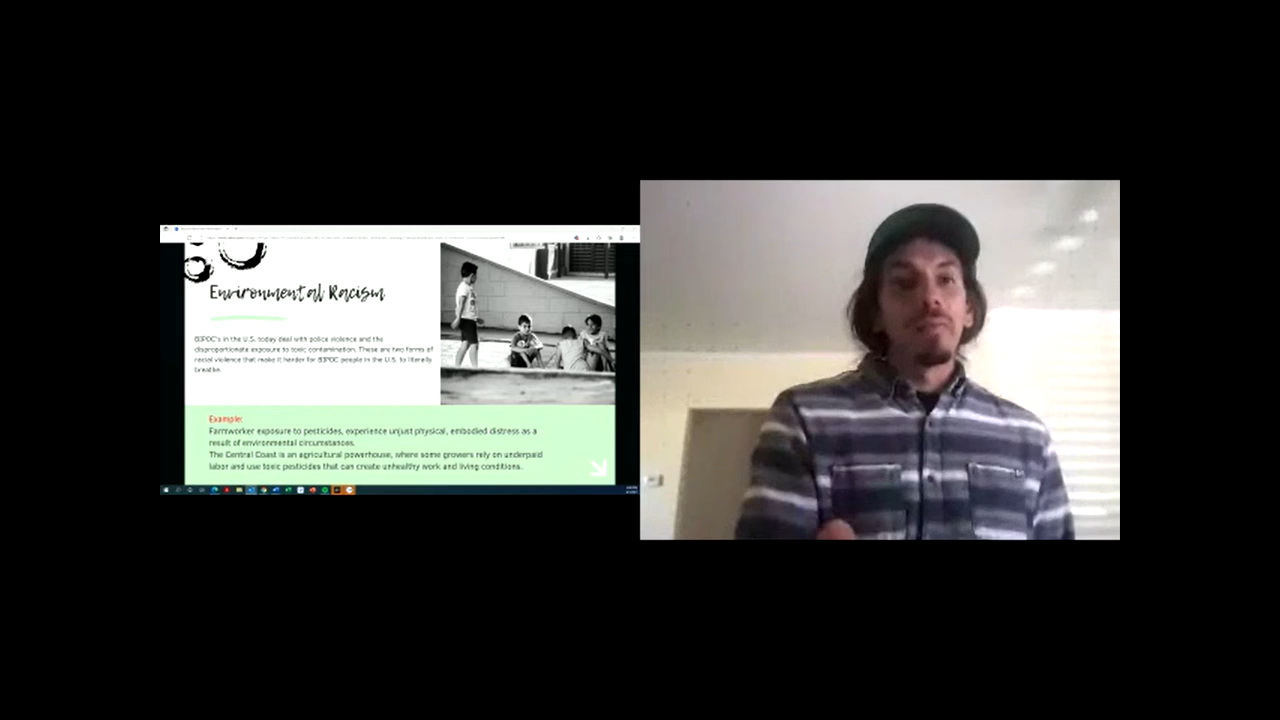 Environmental Racism
BIPOC's in the U.S. today deal with police violence and the
disproportionate exposure to toxic contamination. These are two forms of
racial violence that make it harder for BIPOC people in the U.S. to literally
breathe.
Example:
Farmworker exposure to pesticides, experience unjust physical, embodied distress as a
result of environmental circumstances.
The Central Coast is an agricultural powerhouse, where some growers rely on underpaid
labor and use toxic pesticides that can create unhealthy work and living conditions.